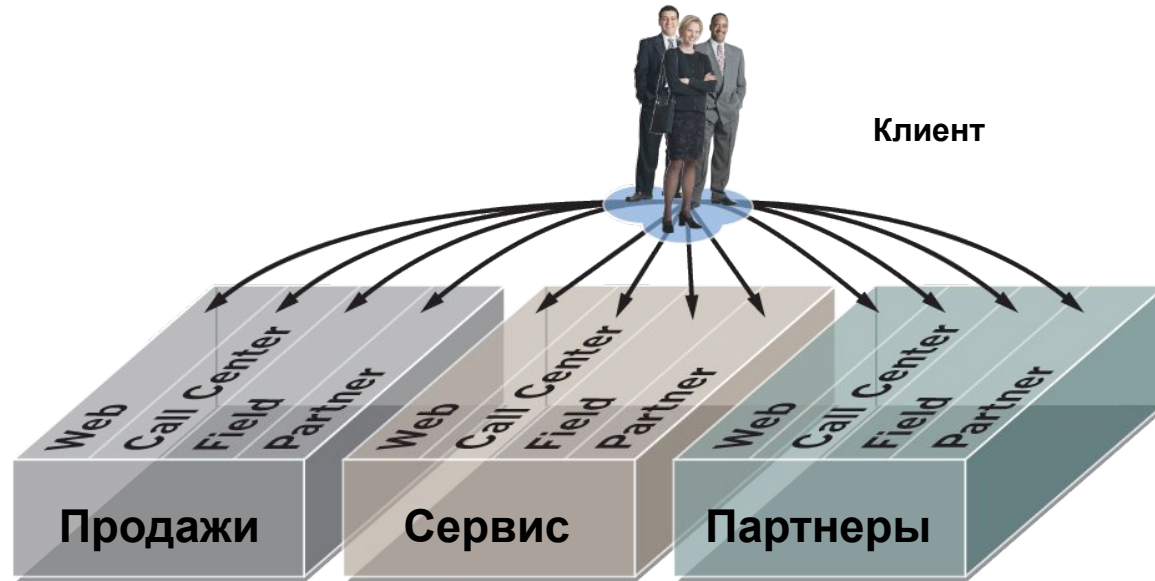 Клиент
Web
Call Center
Field
Partner
Web
Call Center
Field
Partner
Web
Call Center
Field
Partner
Продажи
Сервис
Партнеры